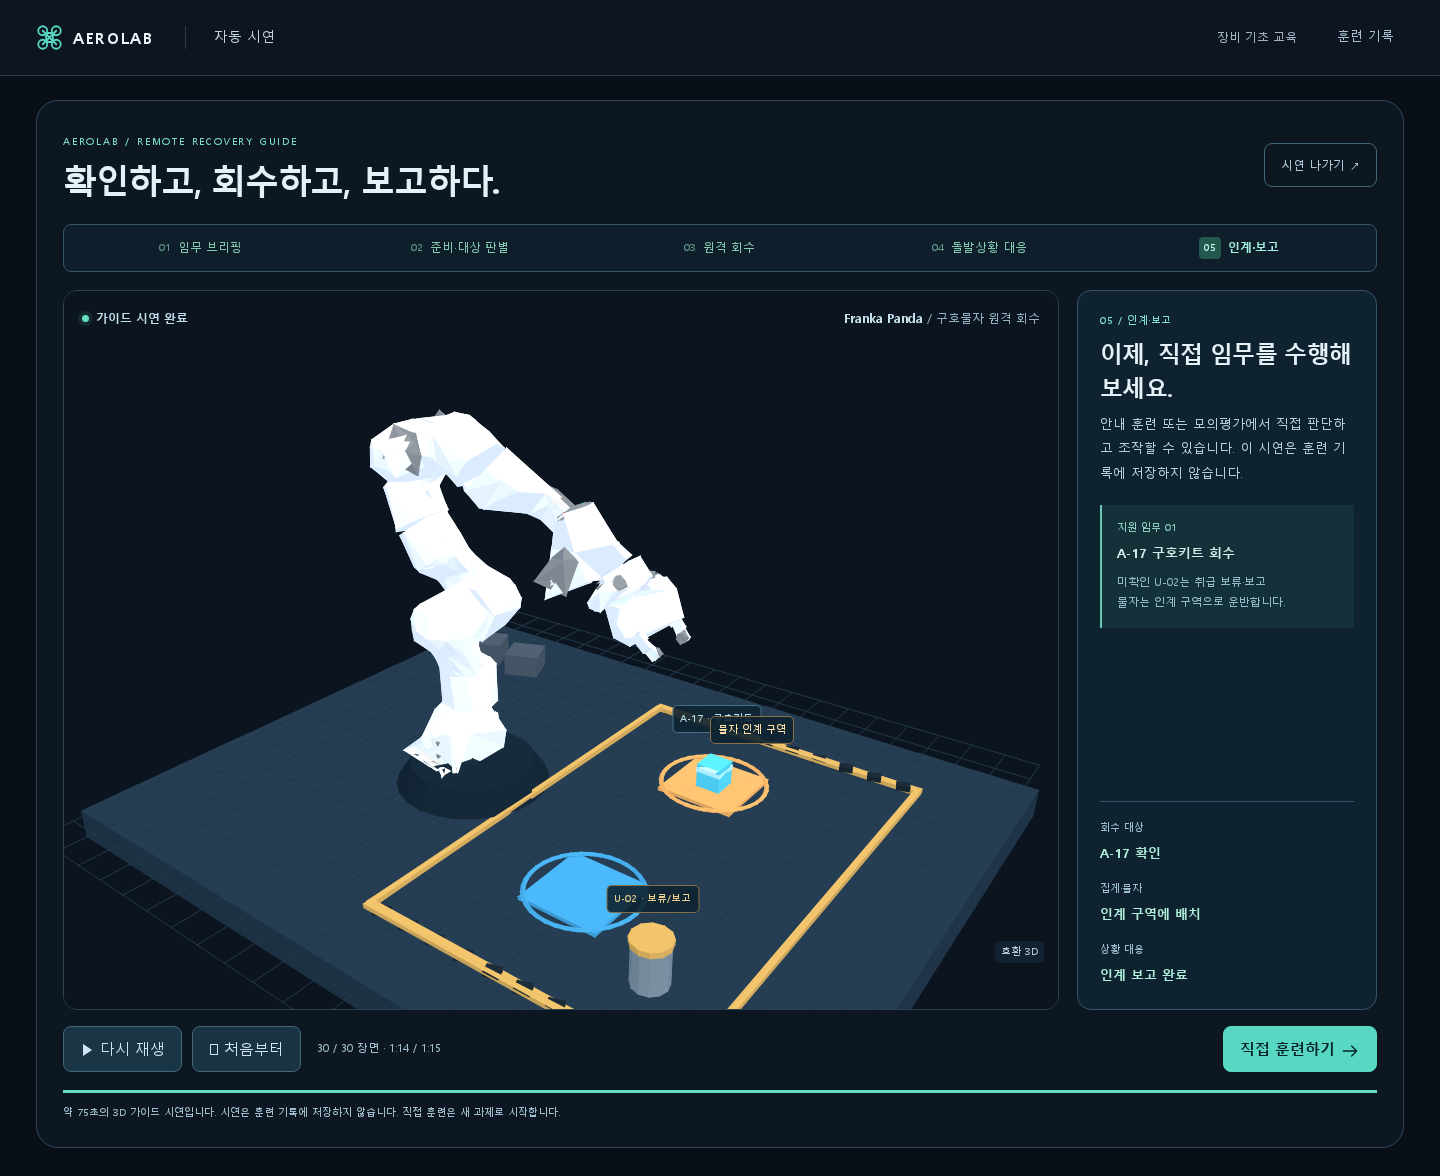 AEROLAB
자동 시연
장비 기초 교육
훈련 기록
AEROLAB / REMOTE RECOVERY GUIDE
확인하고, 회수하고, 보고하다.
시연 나가기 ↗
01 임무 브리핑
02 준비·대상 판별
03 원격 회수
04 돌발상황 대응
05 인계·보고
가이드 시연 완료
Franka Panda / 구호물자 원격 회수
A-17 ·
물자 인계 구역
U-02 · 보류/보고
호환 3D
05 / 인계·보고
이제, 직접 임무를 수행해
보세요.
안내 훈련 또는 모의평가에서 직접 판단하
고 조작할 수 있습니다. 이 시연은 훈련 기
록에 저장하지 않습니다.
지원 임무 01
A-17 구호키트 회수
미확인 U-02는 취급 보류·보고
물자는 인계 구역으로 운반합니다.
회수 대상
A-17 확인
집게·물자
인계 구역에 배치
상황 대응
인계 보고 완료
▶ 다시 재생
처음부터
30 / 30 장면 · 1:14 / 1:15
직접 훈련하기 →
약 75초의 3D 가이드 시연입니다. 시연은 훈련 기록에 저장하지 않습니다. 직접 훈련은 새 과제로 시작합니다.